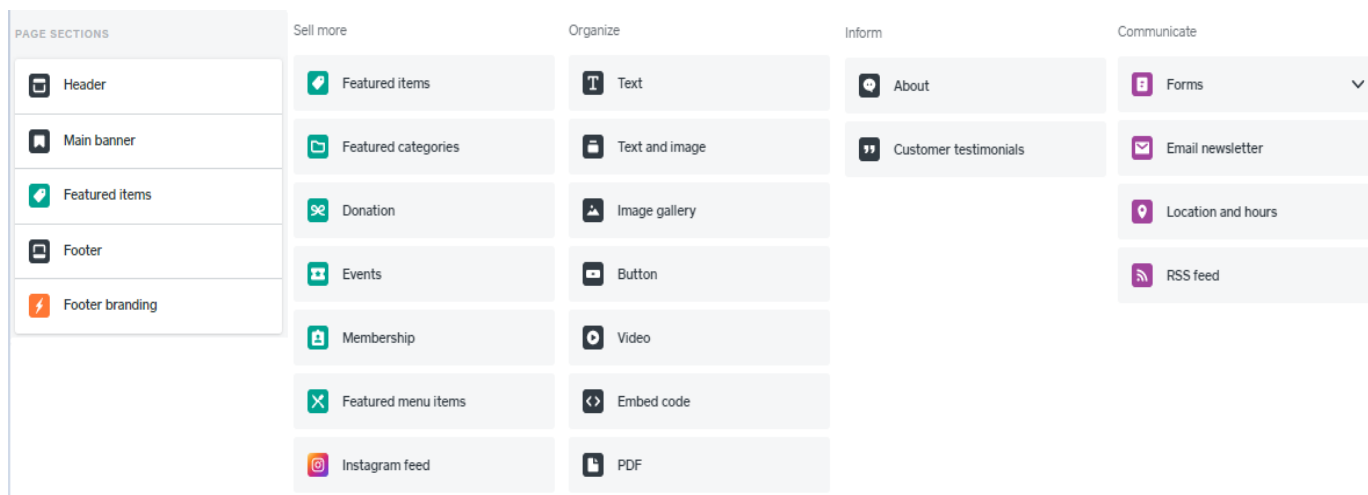 PAGE SECTIONS
Header
Main banner
Featured items
Footer
Footer branding
Sell more
Featured items
Featured categories
Donation
Events
Membership
Featured menu items
Instagram feed
Organize
Text
Text and image
Image gallery
Button
Video
Embed code
PDF
Inform
About
Customer testimonials
Communicate
Forms
Email newsletter
Location and hours
RSS feed